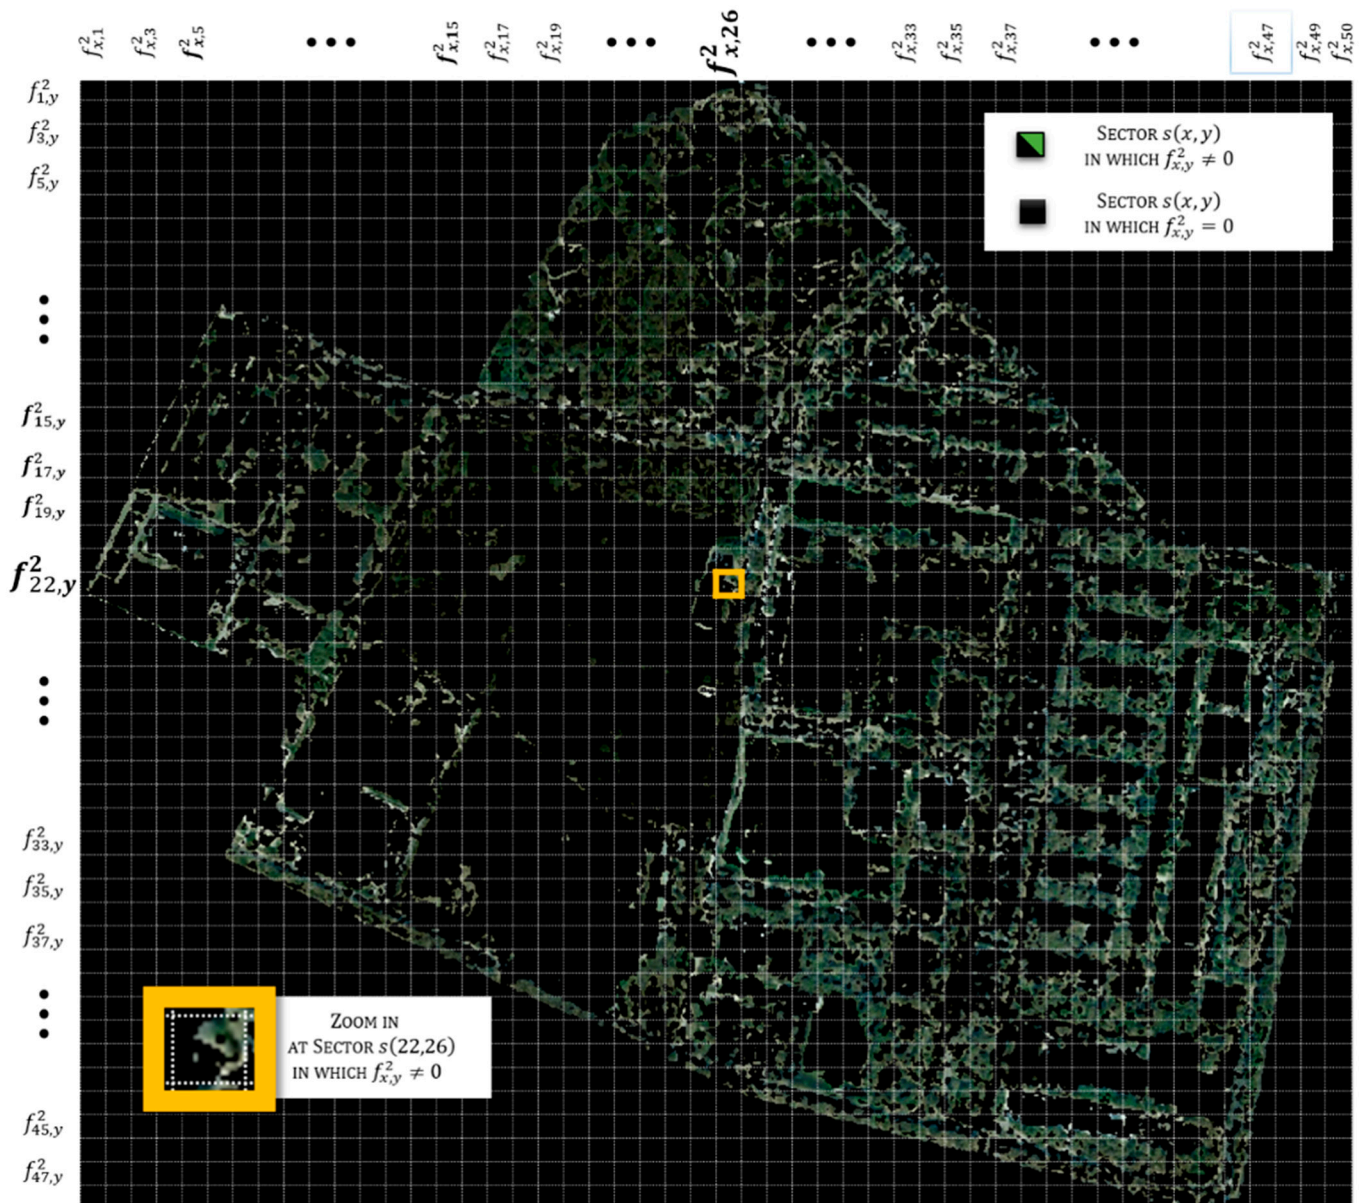 f²x,1 f²x,3 f²x,5 ••• f²x,15 f²x,17 f²x,19 ••• f²x,26 ••• f²x,33 f²x,35 f²x,37 ••• f²x,47 f²x,49 f²x,50
f²1,y
f²3,y
f²5,y
•••
f²15,y
f²17,y
f²19,y
f²22,y
•••
f²33,y
f²35,y
f²37,y
•••
f²45,y
f²47,y
SECTOR s(x, y)
IN WHICH f²x,y ≠ 0
SECTOR s(x, y)
IN WHICH f²x,y = 0
ZOOM IN
AT SECTOR s(22,26)
IN WHICH f²x,y ≠ 0